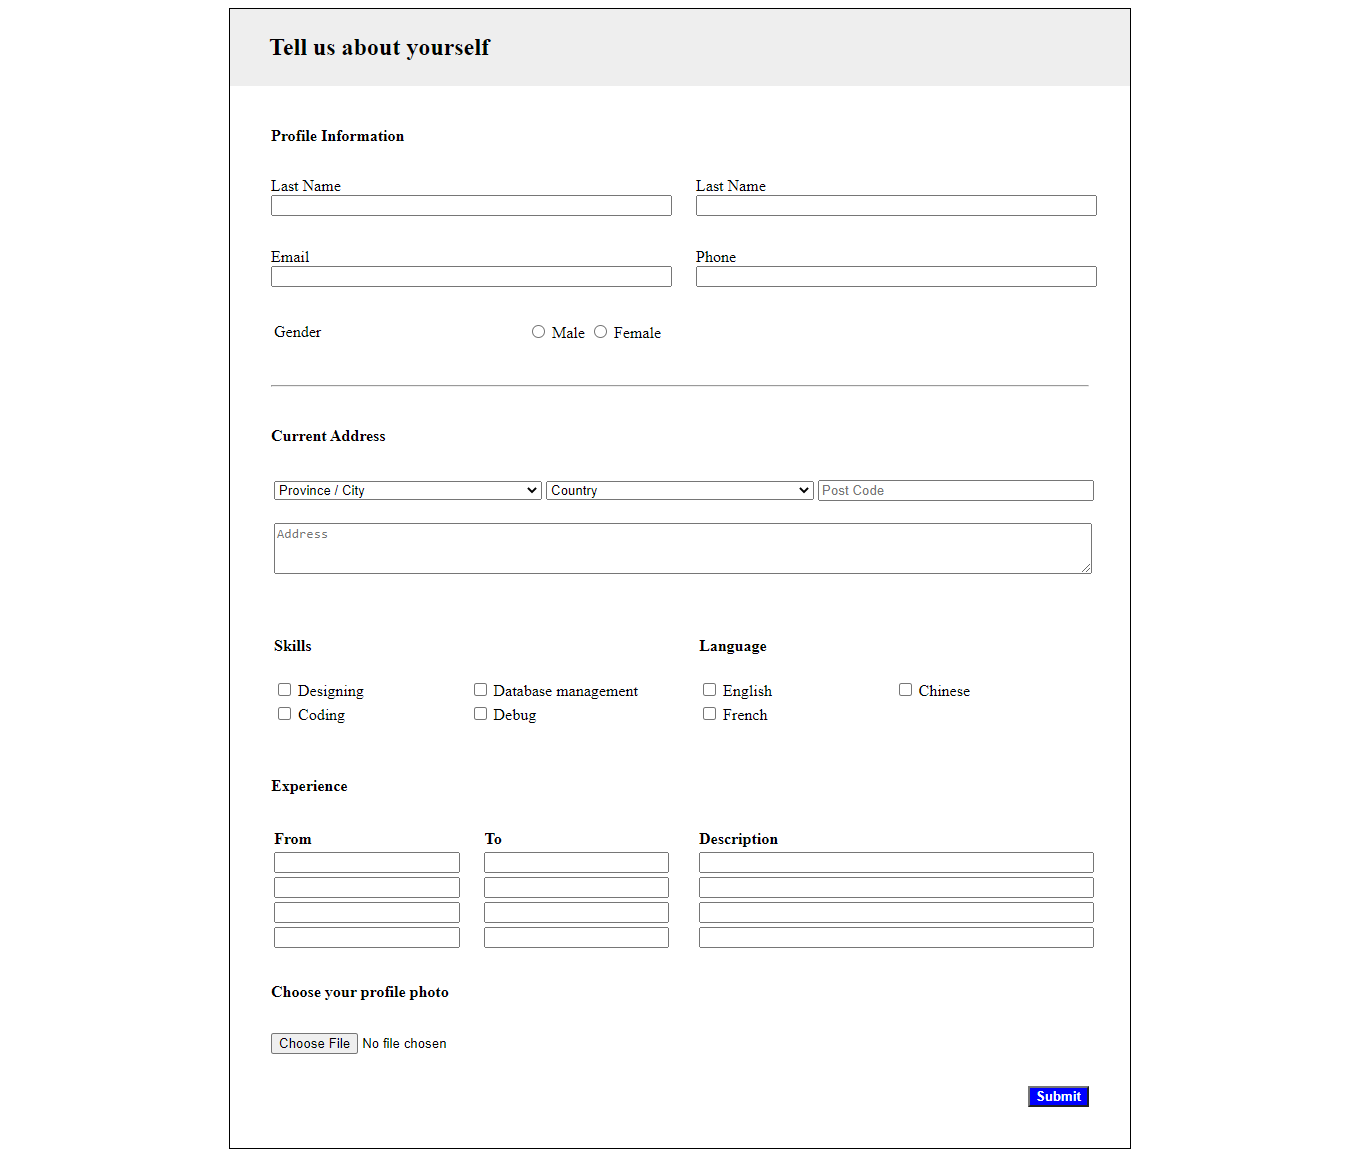 Tell us about yourself
Profile Information
Last Name Last Name
Email Phone
Gender Male Female
Current Address
Province / City Country Post Code
Address
Skills Language
Designing Database management English Chinese
Coding Debug French
Experience
From To Description
Choose your profile photo
Choose File No file chosen
Submit